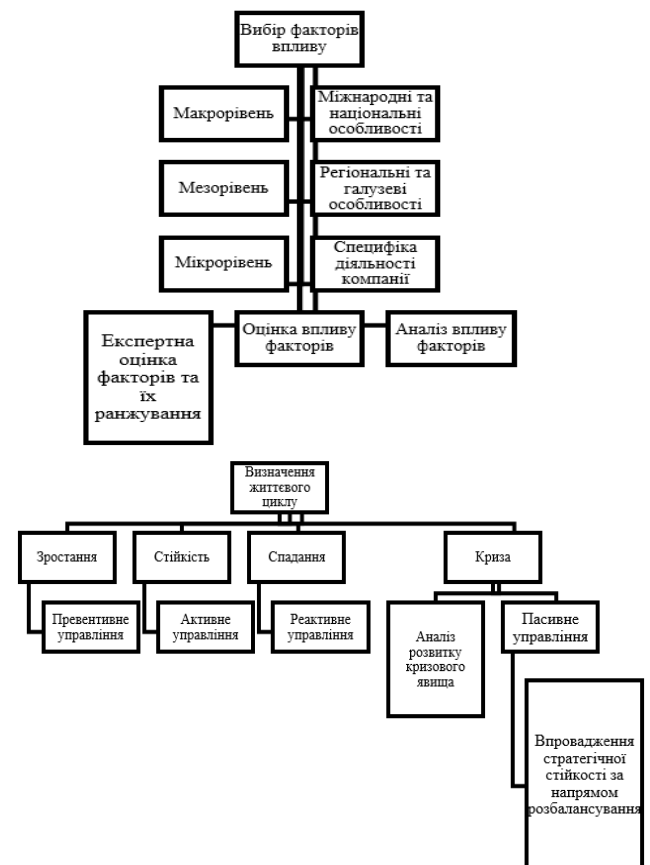 Вибір факторів
впливу
Макрорівень
Міжнародні та
національні
особливості
Мезорівень
Регіональні та
галузеві
особливості
Мікрорівень
Специфіка
діяльності
компанії
Експертна
оцінка
факторів та
їх
ранжування
Оцінка впливу
факторів
Аналіз впливу
факторів
Визначення
життєвого
циклу
Зростання
Стійкість
Спадання
Криза
Превентивне
управління
Активне
управління
Реактивне
управління
Аналіз
розвитку
кризового
явища
Пасивне
управління
Впровадження
стратегічної
стійкості за
напрямом
розбалансування